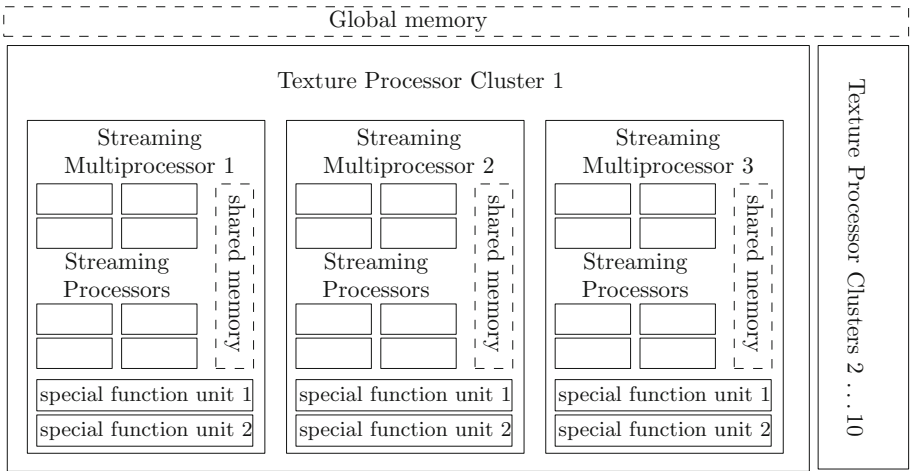 Global memory
Texture Processor Cluster 1
Streaming
Multiprocessor 1
shared memory
Streaming
Processors
special function unit 1
special function unit 2
Streaming
Multiprocessor 2
shared memory
Streaming
Processors
special function unit 1
special function unit 2
Streaming
Multiprocessor 3
shared memory
Streaming
Processors
special function unit 1
special function unit 2
Texture Processor Clusters 2 . . . 10